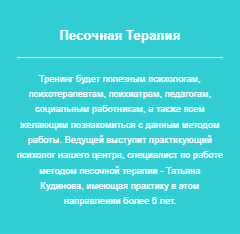 Песочная Терапия
Тренинг будет полезным психологам,
психотерапевтам, психиатрам, педагогам,
социальным работникам, а также всем
желающим познакомиться с данным методом
работы. Ведущей выступит практикующий
психолог нашего центра, специалист по работе
методом песочной терапии - Татьяна
Кудинова, имеющая практику в этом
направлении более 6 лет.